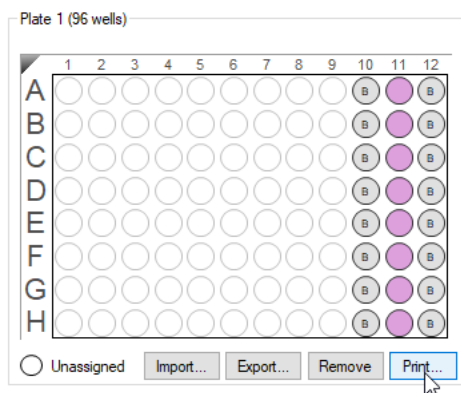 Plate 1 (96 wells)
1 2 3 4 5 6 7 8 9 10 11 12
A B B
B B B
C B B
D B B
E B B
F B B
G B B
H B B
Unassigned Import... Export... Remove Print...